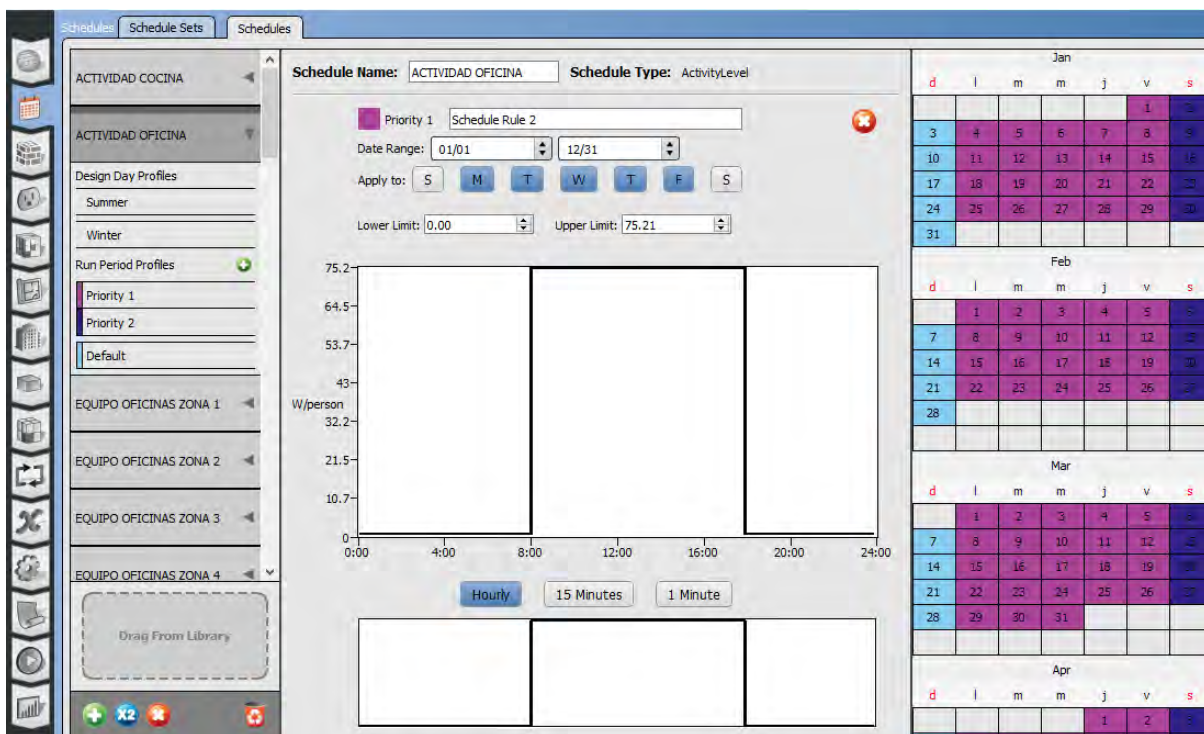 Schedules Schedule Sets Schedules
ACTIVIDAD COCINA
ACTIVIDAD OFICINA
Design Day Profiles
Summer
Winter
Run Period Profiles
Priority 1
Priority 2
Default
EQUIPO OFICINAS ZONA 1
EQUIPO OFICINAS ZONA 2
EQUIPO OFICINAS ZONA 3
EQUIPO OFICINAS ZONA 4
Drag From Library
X2
Schedule Name: ACTIVIDAD OFICINA Schedule Type: ActivityLevel
Priority 1 Schedule Rule 2
Date Range: 01/01 12/31
Apply to: S M T W T F S
Lower Limit: 0.00 Upper Limit: 75.21
75.2
64.5
53.7
43
W/person
32.2
21.5
10.7
0
0:00 4:00 8:00 12:00 16:00 20:00 24:00
Hourly 15 Minutes 1 Minute
Jan
d l m m j v s
1
3 4 5 6 7 8
10 11 12 13 14 15
17 18 19 20 21 22
24 25 26 27 28 29
31
Feb
d l m m j v s
1 2 3 4 5
7 8 9 10 11 12
14 15 16 17 18 19
21 22 23 24 25 26
28
Mar
d l m m j v s
1 2 3 4 5
7 8 9 10 11 12
14 15 16 17 18 19
21 22 23 24 25 26
28 29 30 31
Apr
d l m m j v s
1 2